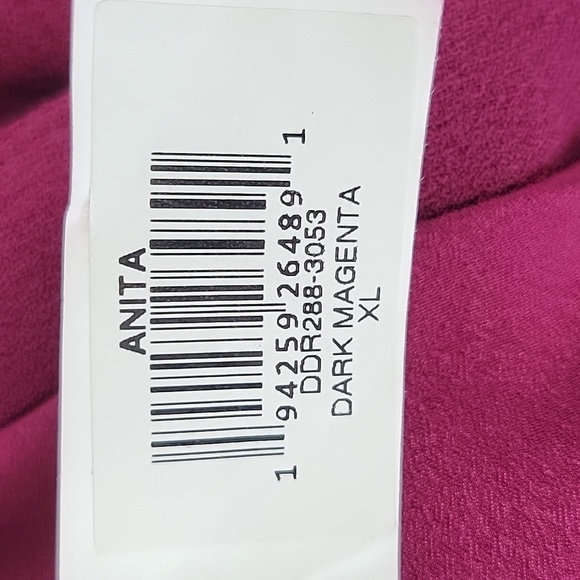 ANITA
1 94259 26489 1
DDR288-3053
DARK MAGENTA
XL